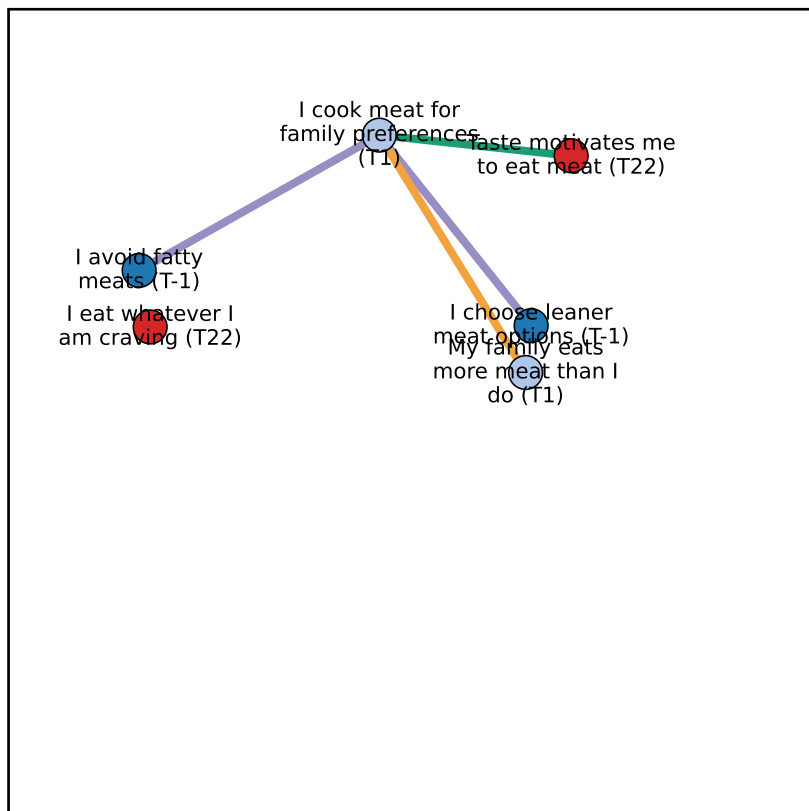 I cook meat for
family preferences
(T1)
Taste motivates me
to eat meat (T22)
I avoid fatty
meats (T-1)
I eat whatever I
am craving (T22)
I choose leaner
meat options (T-1)
My family eats
more meat than I
do (T1)